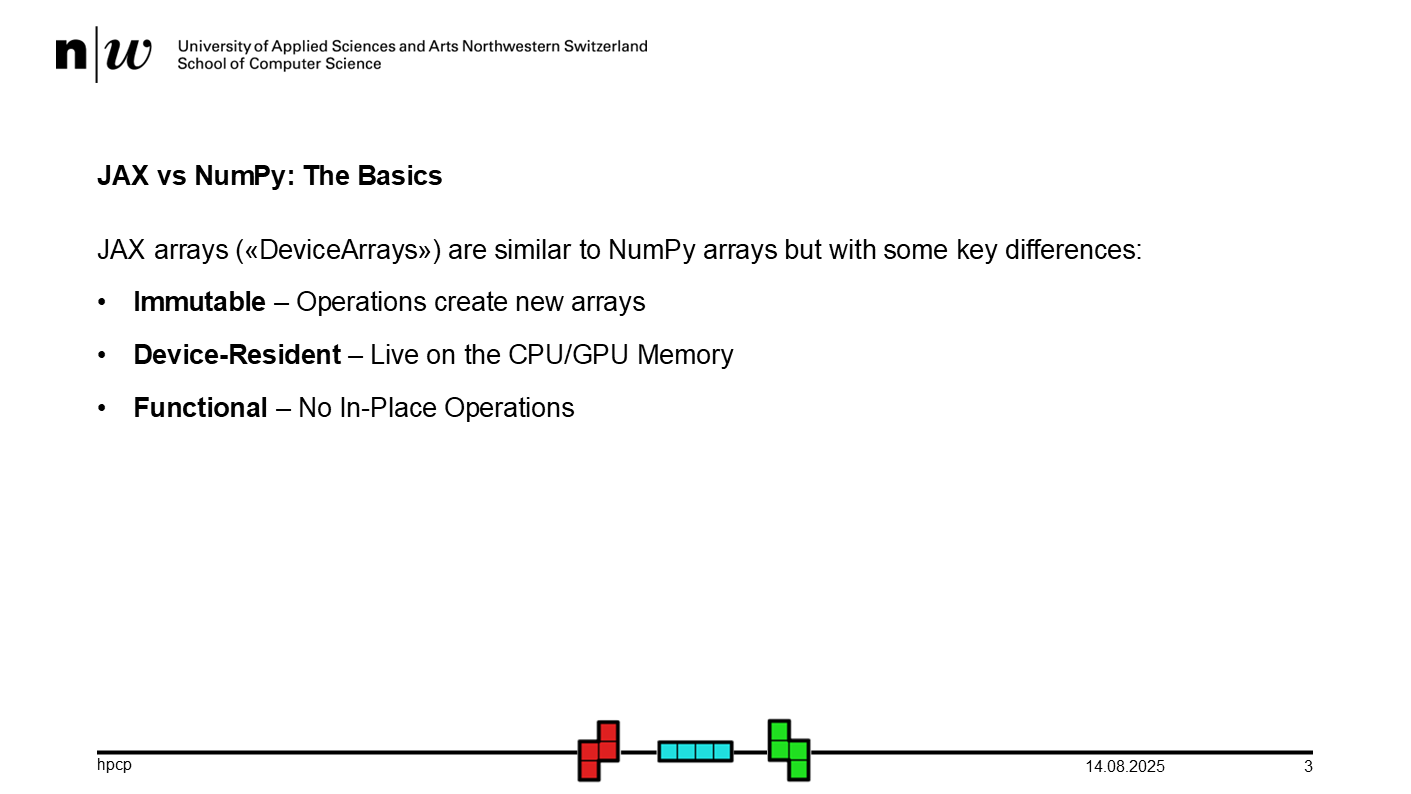 n|w University of Applied Sciences and Arts Northwestern Switzerland
School of Computer Science
JAX vs NumPy: The Basics
JAX arrays («DeviceArrays») are similar to NumPy arrays but with some key differences:
• Immutable – Operations create new arrays
• Device-Resident – Live on the CPU/GPU Memory
• Functional – No In-Place Operations
hpcp 14.08.2025 3